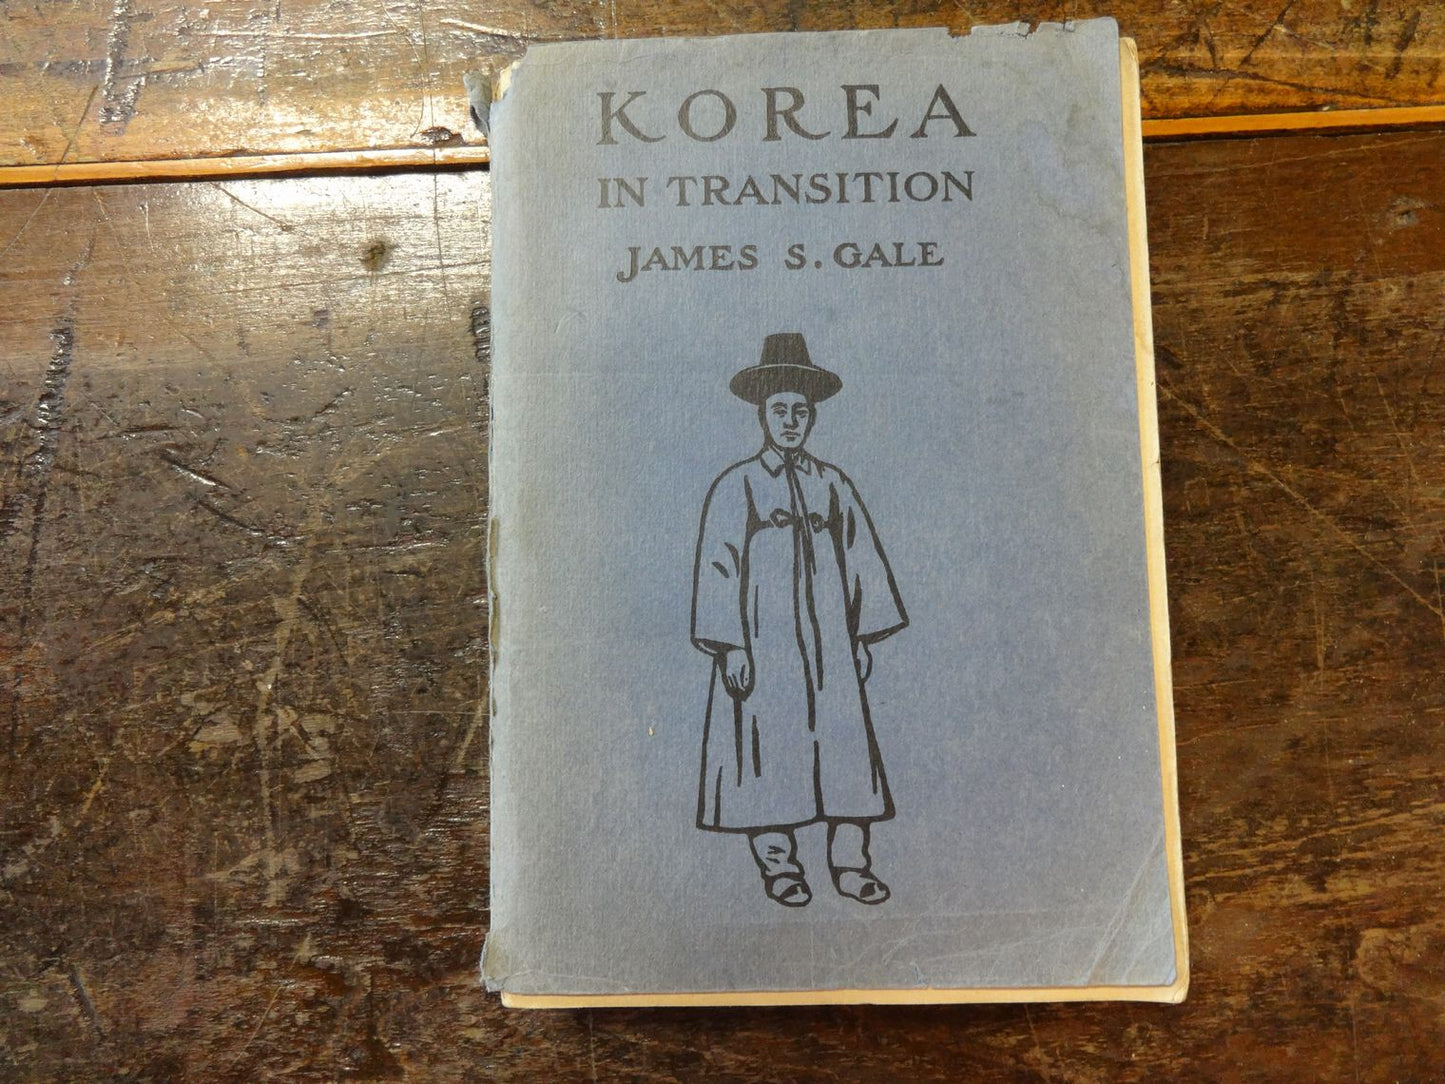 KOREA
IN TRANSITION
JAMES S. GALE